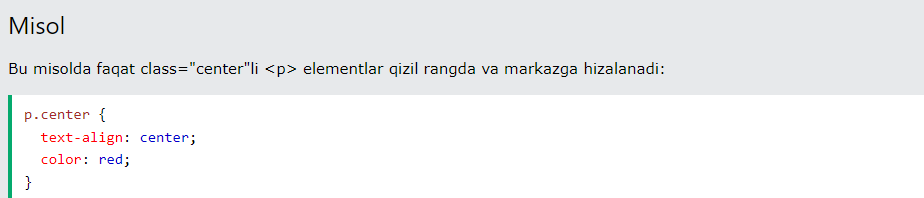 Misol
Bu misolda faqat class="center"li <p> elementlar qizil rangda va markazga hizalanadi:
p.center {
  text-align: center;
  color: red;
}